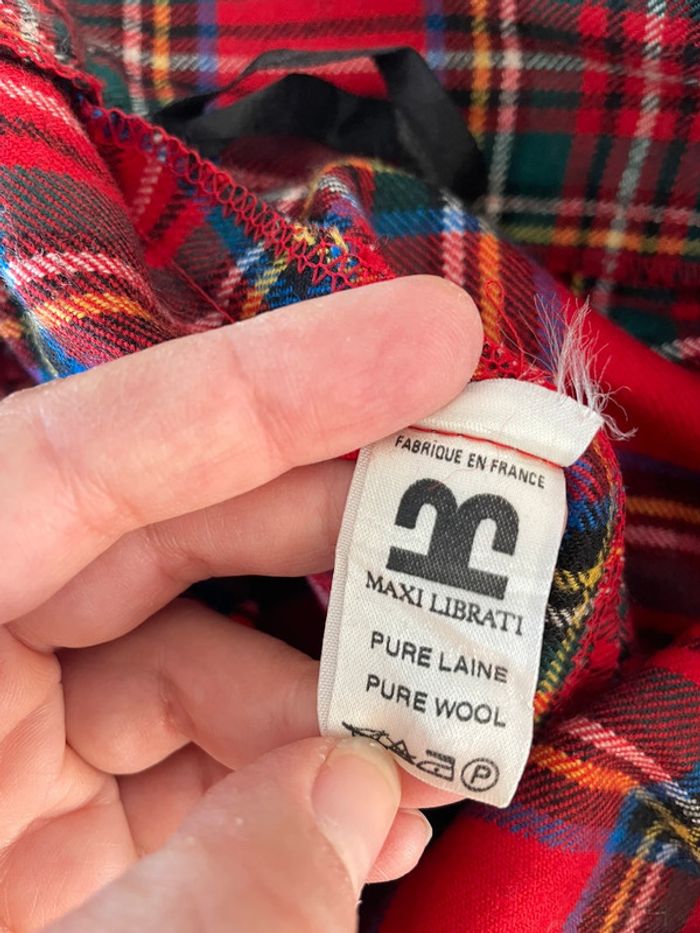 FABRIQUE EN FRANCE
MAXI LIBRATI
PURE LAINE
PURE WOOL
P